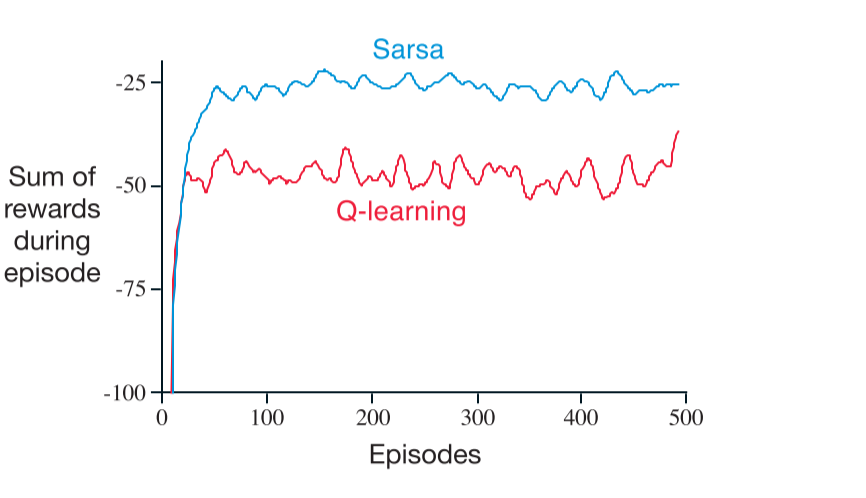 Sarsa
-25
Sum of
rewards
during
episode
-50
Q-learning
-75
-100
0 100 200 300 400 500
Episodes